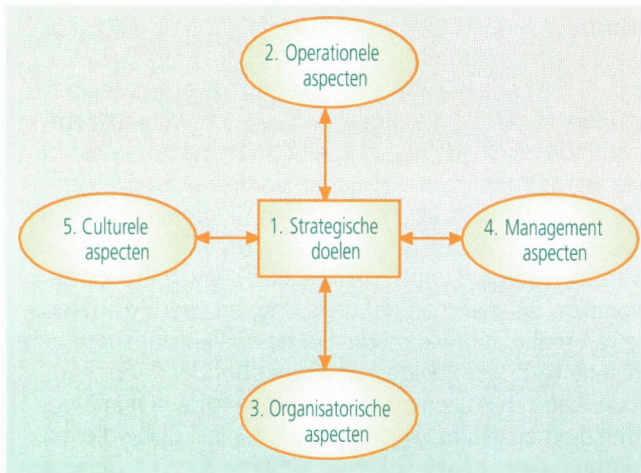 2. Operationele
aspecten
5. Culturele
aspecten
1. Strategische
doelen
4. Management
aspecten
3. Organisatorische
aspecten